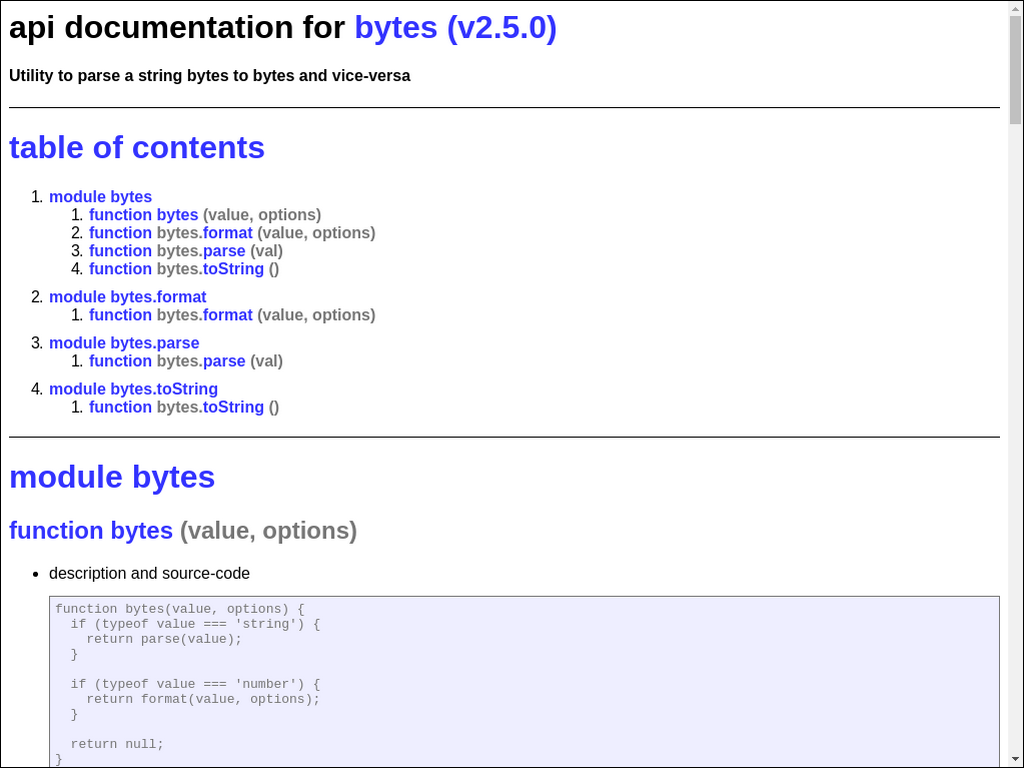 api documentation for bytes (v2.5.0)
Utility to parse a string bytes to bytes and vice-versa
table of contents
1. module bytes
1. function bytes (value, options)
2. function bytes.format (value, options)
3. function bytes.parse (val)
4. function bytes.toString ()
2. module bytes.format
1. function bytes.format (value, options)
3. module bytes.parse
1. function bytes.parse (val)
4. module bytes.toString
1. function bytes.toString ()
module bytes
function bytes (value, options)
• description and source-code
function bytes(value, options) {
  if (typeof value === 'string') {
    return parse(value);
  }
  if (typeof value === 'number') {
    return format(value, options);
  }
  return null;
}